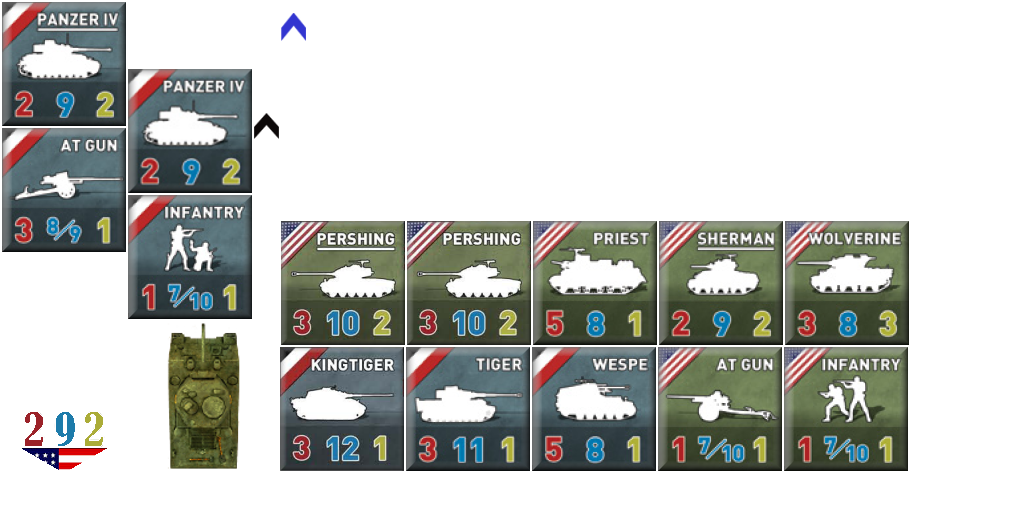 PANZER IV
2 9 2
PANZER IV
2 9 2
AT GUN
3 8/9 1
INFANTRY
1 7/10 1
PERSHING
3 10 2
PERSHING
3 10 2
PRIEST
5 8 1
SHERMAN
2 9 2
WOLVERINE
3 8 3
KINGTIGER
3 12 1
TIGER
3 11 1
WESPE
5 8 1
AT GUN
1 7/10 1
INFANTRY
1 7/10 1
292